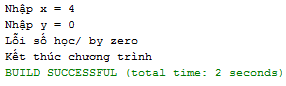 Nhập x = 4
Nhập y = 0
Lỗi số học/ by zero
Kết thúc chương trình
BUILD SUCCESSFUL (total time: 2 seconds)